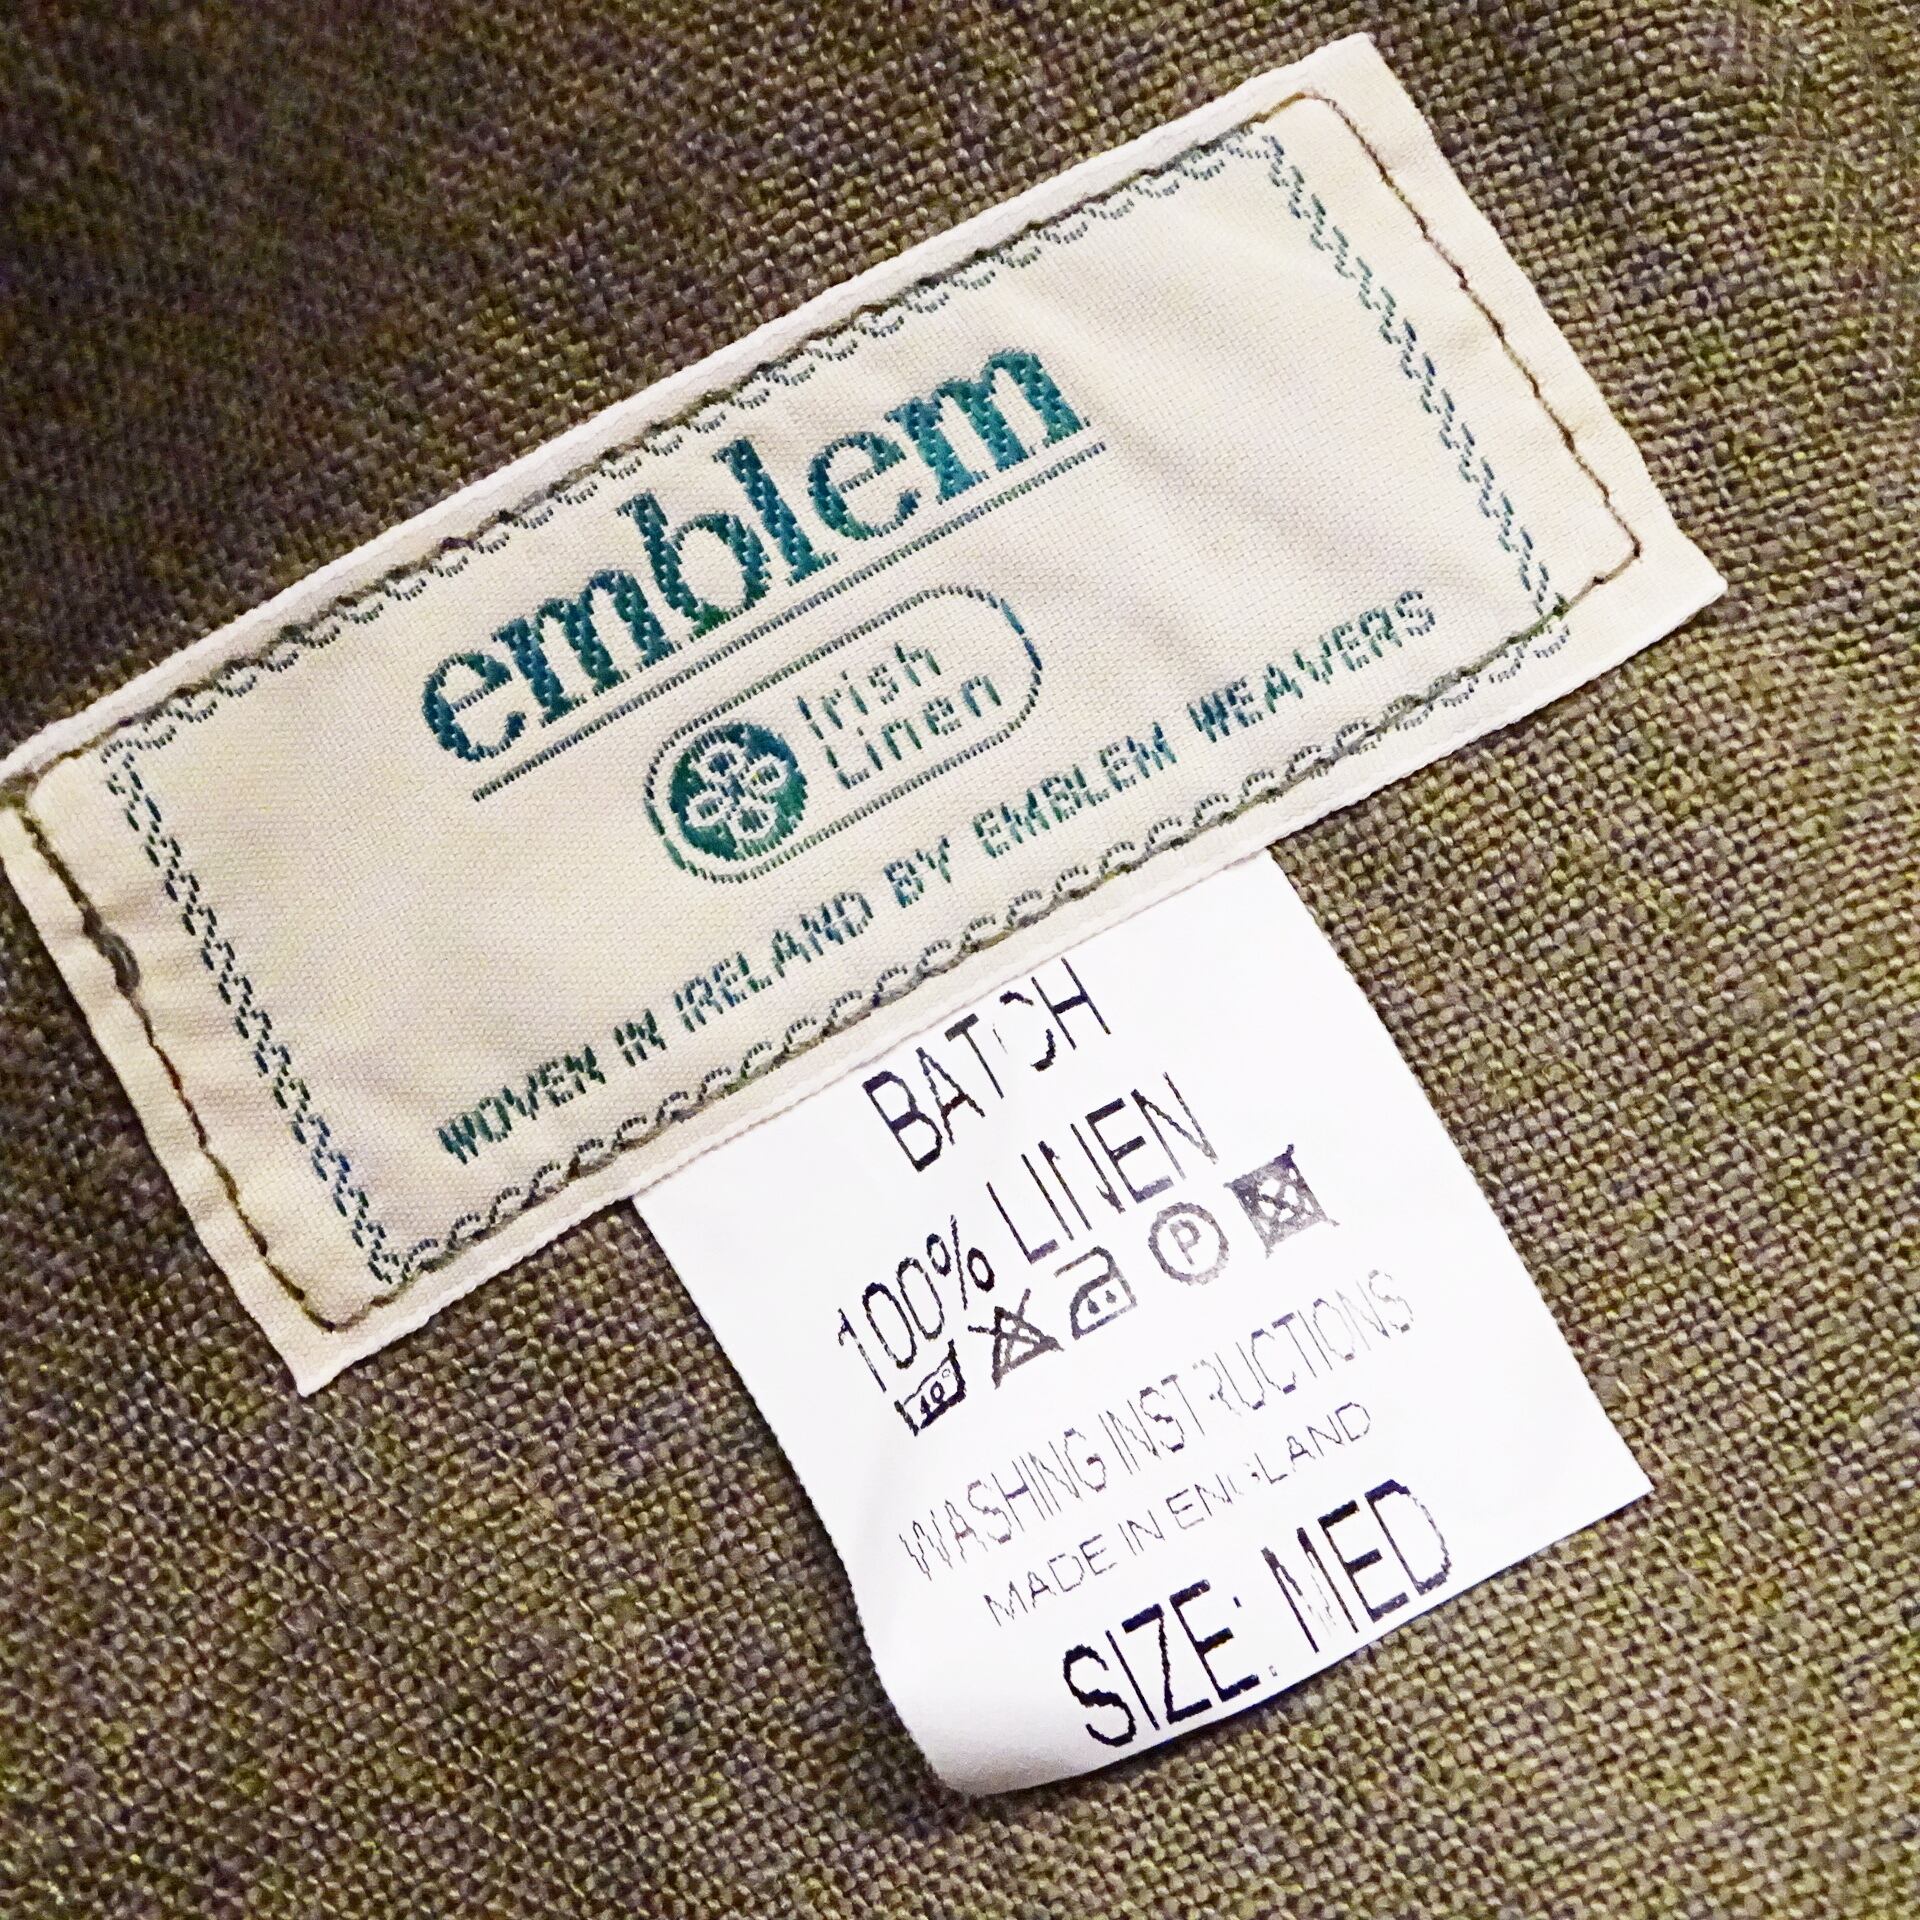 emblem
Irish
Linen
WOVEN IN IRELAND BY EMBLEM WEAVERS
BATCH
100% LINEN
40° P
WASHING INSTRUCTIONS
MADE IN ENGLAND
SIZE: MED